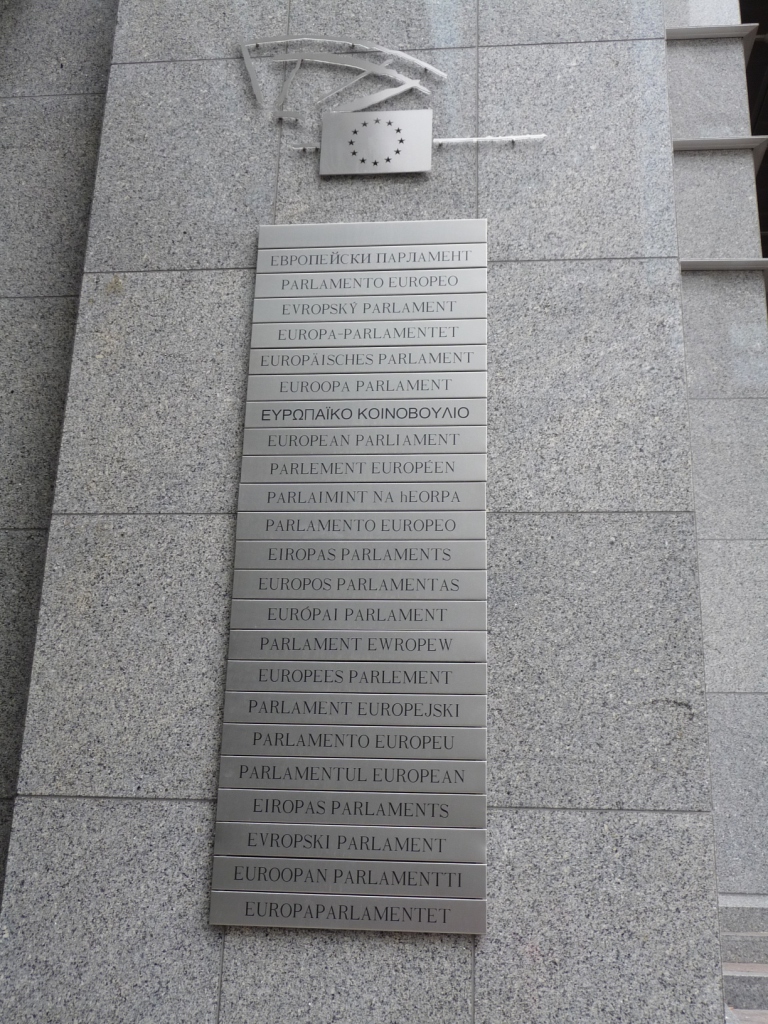 ЕВРОПЕЙСКИ ПАРЛАМЕНТ
PARLAMENTO EUROPEO
EVROPSKÝ PARLAMENT
EUROPA-PARLAMENTET
EUROPÄISCHES PARLAMENT
EUROOPA PARLAMENT
ΕΥΡΩΠΑΪΚΟ ΚΟΙΝΟΒΟΥΛΙΟ
EUROPEAN PARLIAMENT
PARLEMENT EUROPÉEN
PARLAIMINT NA hEORPA
PARLAMENTO EUROPEO
EIROPAS PARLAMENTS
EUROPOS PARLAMENTAS
EURÓPAI PARLAMENT
PARLAMENT EWROPEW
EUROPEES PARLEMENT
PARLAMENT EUROPEJSKI
PARLAMENTO EUROPEU
PARLAMENTUL EUROPEAN
EIROPAS PARLAMENTS
EVROPSKI PARLAMENT
EUROOPAN PARLAMENTTI
EUROPAPARLAMENTET